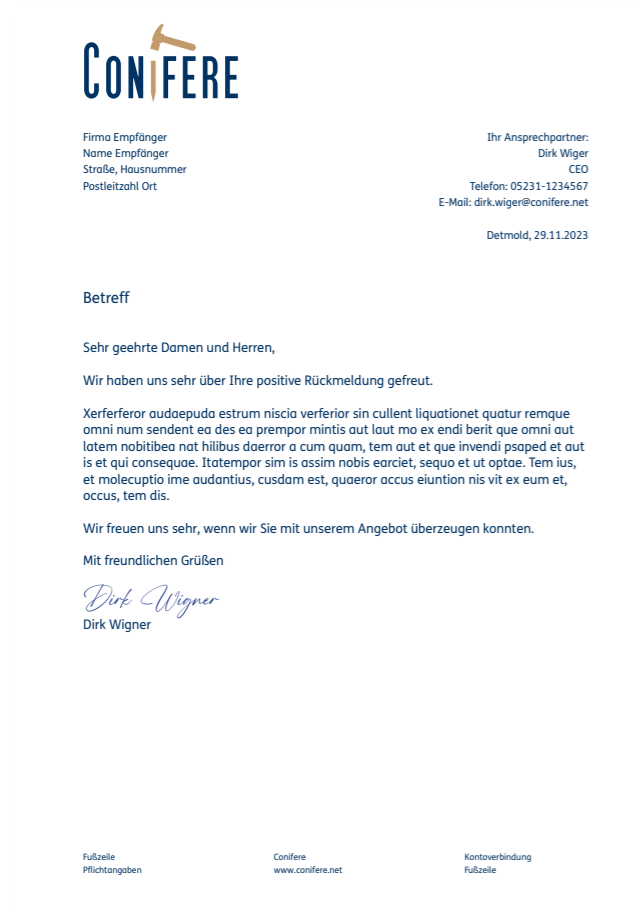 CONIFERE
Firma Empfänger
Name Empfänger
Straße, Hausnummer
Postleitzahl Ort
Ihr Ansprechpartner:
Dirk Wiger
CEO
Telefon: 05231-1234567
E-Mail: dirk.wiger@conifere.net
Detmold, 29.11.2023
Betreff
Sehr geehrte Damen und Herren,
Wir haben uns sehr über Ihre positive Rückmeldung gefreut.
Xerferferor audaepuda estrum niscia verferior sin cullent liquationet quatur remque
omni num sendent ea des ea prempor mintis aut laut mo ex endi berit que omni aut
latem nobitibea nat hilibus daerror a cum quam, tem aut et que invendi psaped et aut
is et qui consequae. Itatempor sim is assim nobis earciet, sequo et ut optae. Tem ius,
et molecuptio ime audantius, cusdam est, quaeror accus eiuntion nis vit ex eum et,
occus, tem dis.
Wir freuen uns sehr, wenn wir Sie mit unserem Angebot überzeugen konnten.
Mit freundlichen Grüßen
Dirk Wigner
Dirk Wigner
Fußzeile
Pflichtangaben
Conifere
www.conifere.net
Kontoverbindung
Fußzeile